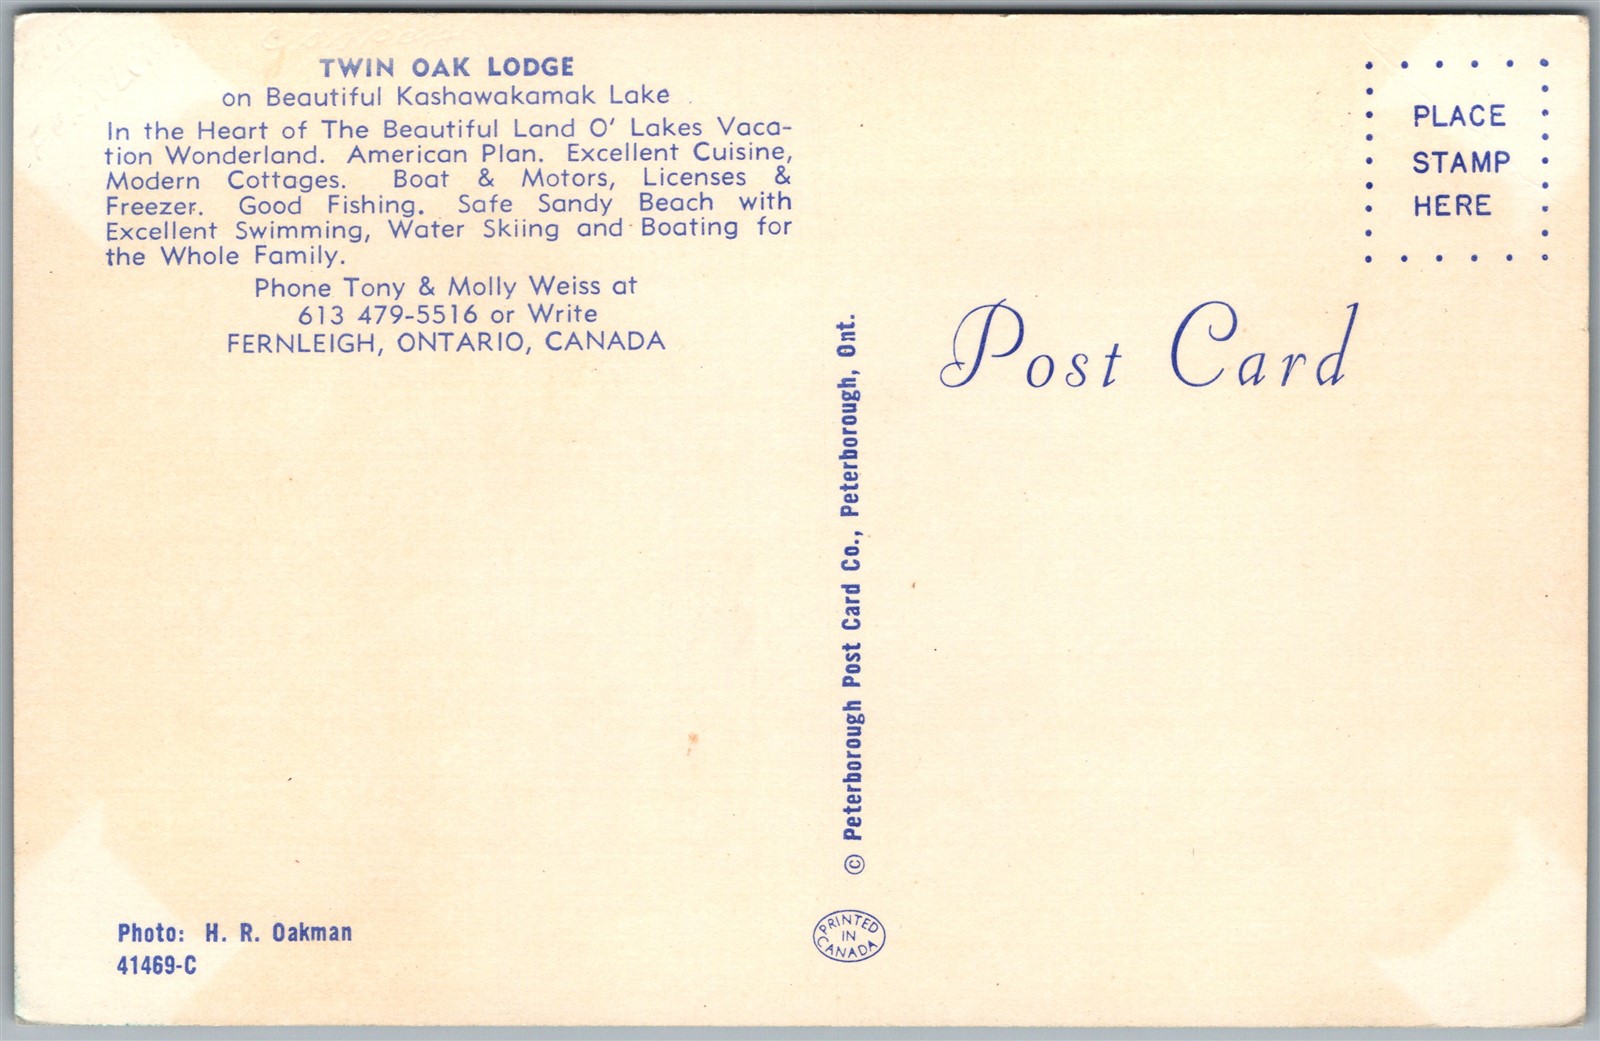 TWIN OAK LODGE
on Beautiful Kashawakamak Lake
In the Heart of The Beautiful Land O' Lakes Vaca-
tion Wonderland. American Plan. Excellent Cuisine,
Modern Cottages. Boat & Motors, Licenses &
Freezer. Good Fishing. Safe Sandy Beach with
Excellent Swimming, Water Skiing and Boating for
the Whole Family.
Phone Tony & Molly Weiss at
613 479-5516 or Write
FERNLEIGH, ONTARIO, CANADA
Photo: H. R. Oakman
41469-C
© Peterborough Post Card Co., Peterborough, Ont.
PRINTED
IN
CANADA
PLACE
STAMP
HERE
Post Card